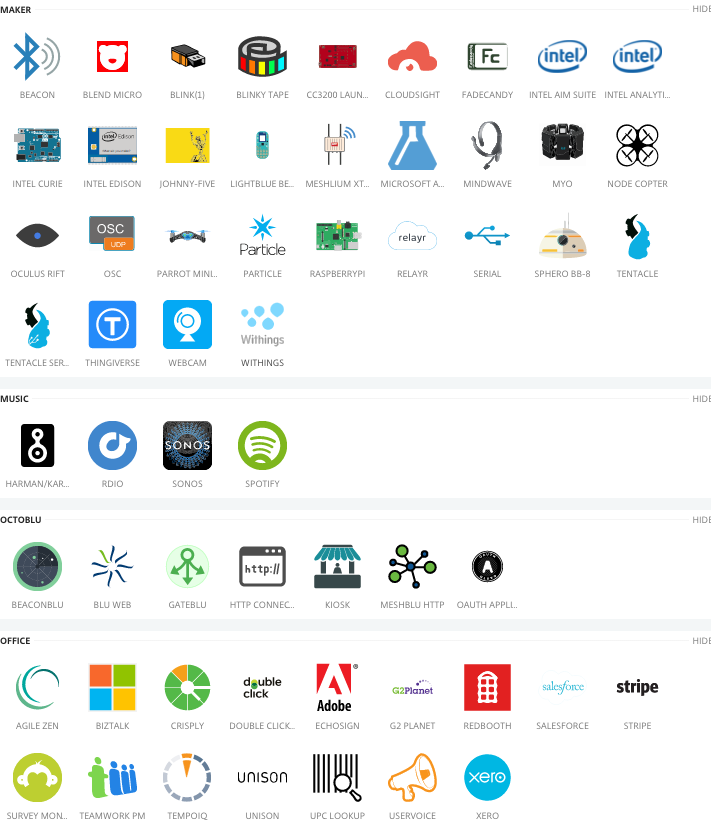 MAKER HIDE
BEACON BLEND MICRO BLINK(1) BLINKY TAPE CC3200 LAUN... CLOUDSIGHT Fc FADECANDY intel INTEL AIM SUITE intel INTEL ANALYTI...
INTEL CURIE intel Edison INTEL EDISON JOHNNY-FIVE LIGHTBLUE BE... MESHLIUM XT... MICROSOFT A... MINDWAVE MYO NODE COPTER
OCULUS RIFT OSC UDP OSC PARROT MINI... Particle PARTICLE RASPBERRYPI relayr RELAYR SERIAL SPHERO BB-8 TENTACLE
TENTACLE SER... T THINGIVERSE WEBCAM Withings WITHINGS
MUSIC HIDE
HARMAN/KAR... RDIO SONOS SONOS SPOTIFY
OCTOBLU HIDE
BEACONBLU BLU WEB GATEBLU http:// HTTP CONNEC... KIOSK MESHBLU HTTP A OAUTH APPLI...
OFFICE HIDE
AGILE ZEN BIZTALK CRISPLY double click DOUBLE CLICK... Adobe ECHOSIGN G2Planet G2 PLANET REDBOOTH salesforce SALESFORCE stripe STRIPE
SURVEY MON... TEAMWORK PM TEMPOIQ UNISON UNISON UPC LOOKUP USERVOICE xero XERO